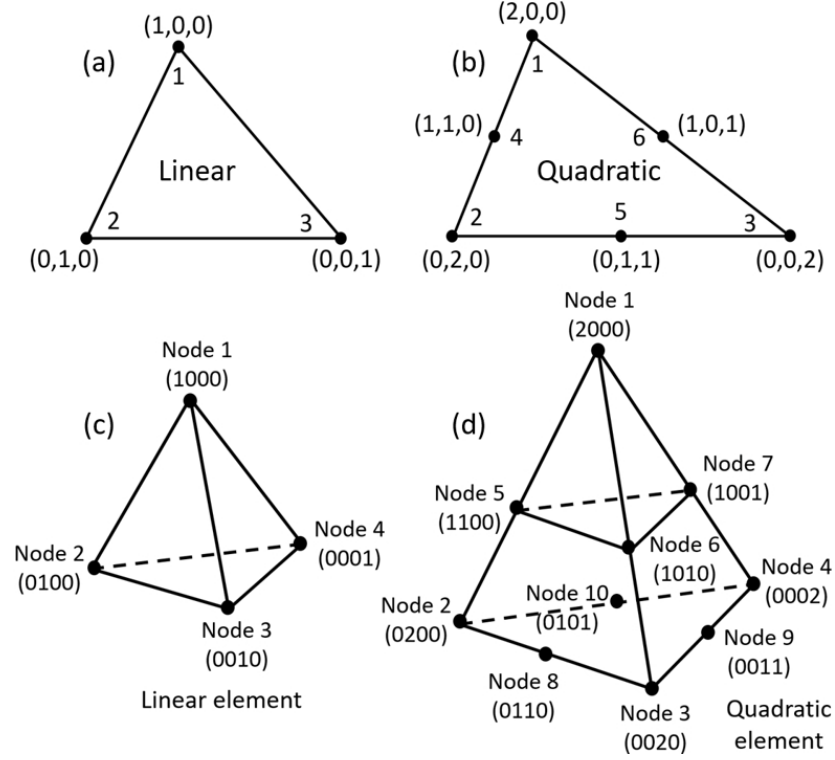 (a)
(1,0,0)
1
Linear
2
3
(0,1,0)
(0,0,1)
(b)
(2,0,0)
1
(1,1,0)
4
6
(1,0,1)
Quadratic
2
5
3
(0,2,0)
(0,1,1)
(0,0,2)
(c)
Node 1
(1000)
Node 2
(0100)
Node 4
(0001)
Node 3
(0010)
Linear element
(d)
Node 1
(2000)
Node 5
(1100)
Node 7
(1001)
Node 6
(1010)
Node 2
(0200)
Node 10
(0101)
Node 4
(0002)
Node 9
(0011)
Node 8
(0110)
Node 3
(0020)
Quadratic
element